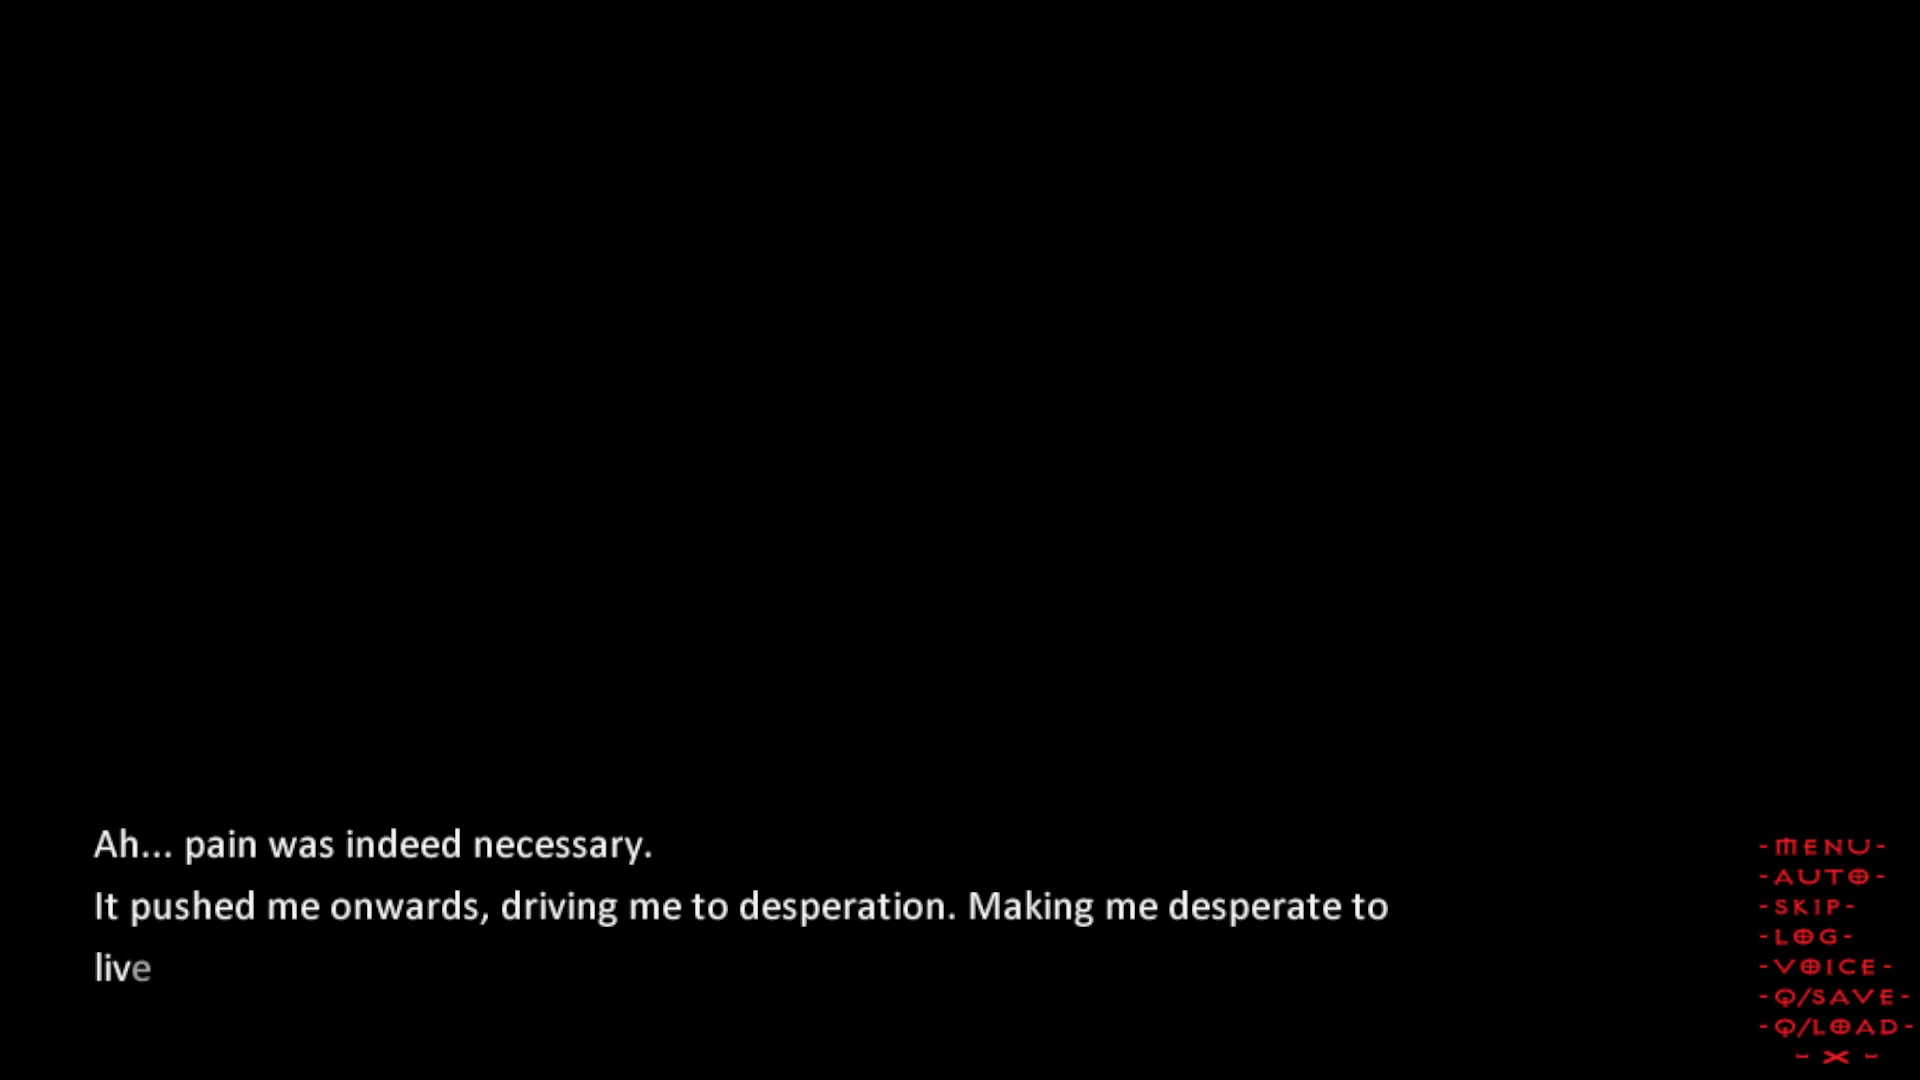 Ah... pain was indeed necessary.
It pushed me onwards, driving me to desperation. Making me desperate to
live
-MENU-
-AUTO-
-SKIP-
-LOG-
-VOICE-
-Q/SAVE-
-Q/LOAD-
- X -